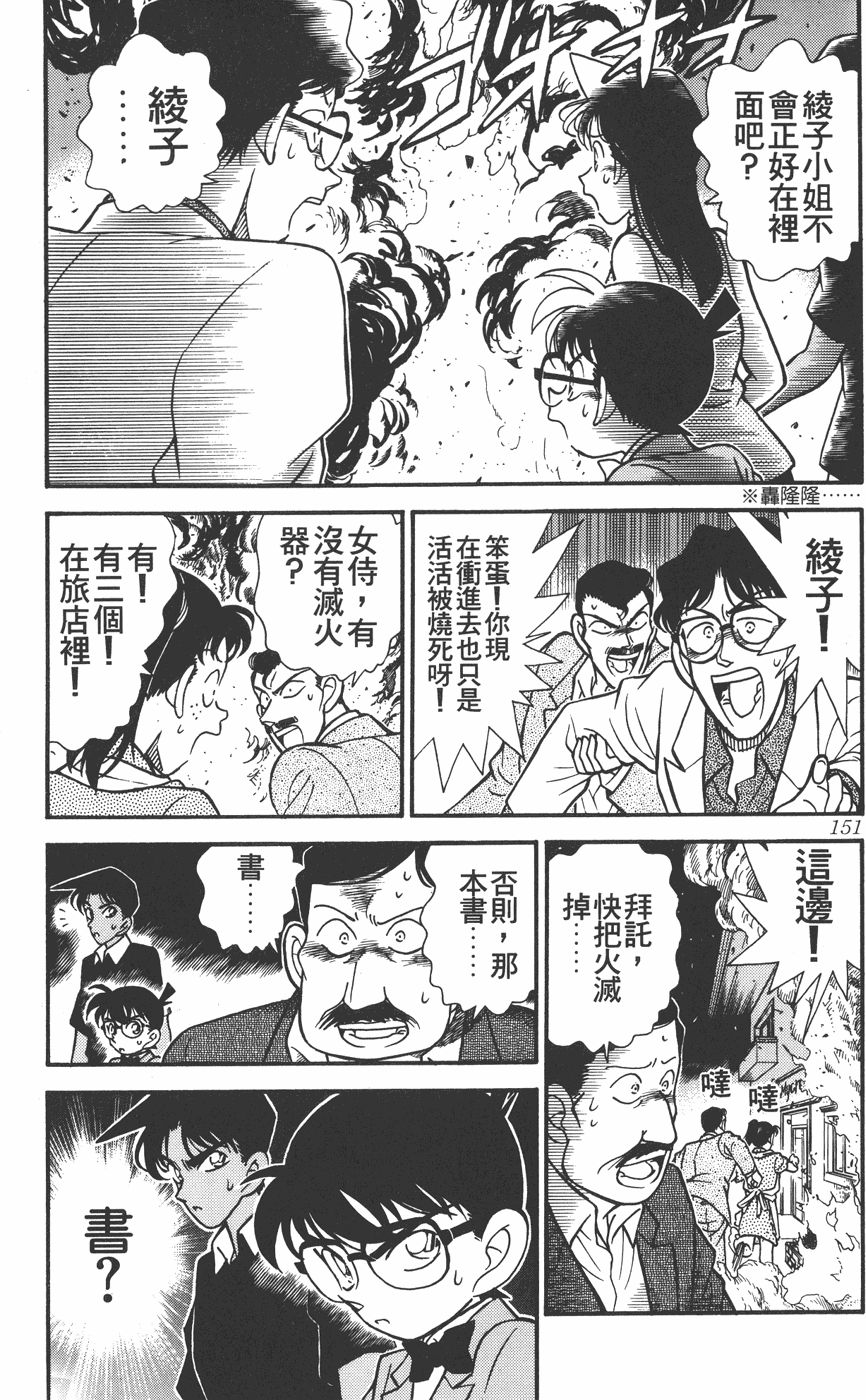 綾子小姐不
會正好在裡
面吧？
ゴオオオ
綾子
……
※轟隆隆……
綾子！
笨蛋！你現
在衝進去也只是
活活被燒死呀！
女侍，有
沒有滅火
器？
有！
有三個！
在旅店裡！
151
這邊！
噠
噠
拜託，
快把火滅
掉……
否則，那
本書……
書……
書？